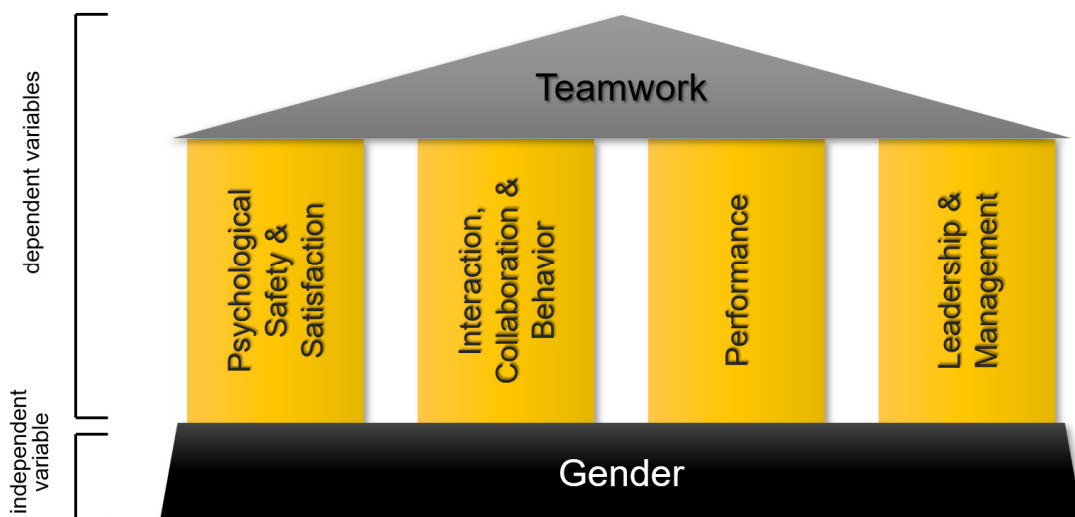 Teamwork
dependent variables
Psychological
Safety &
Satisfaction
Interaction,
Collaboration &
Behavior
Performance
Leadership &
Management
independent
variable
Gender